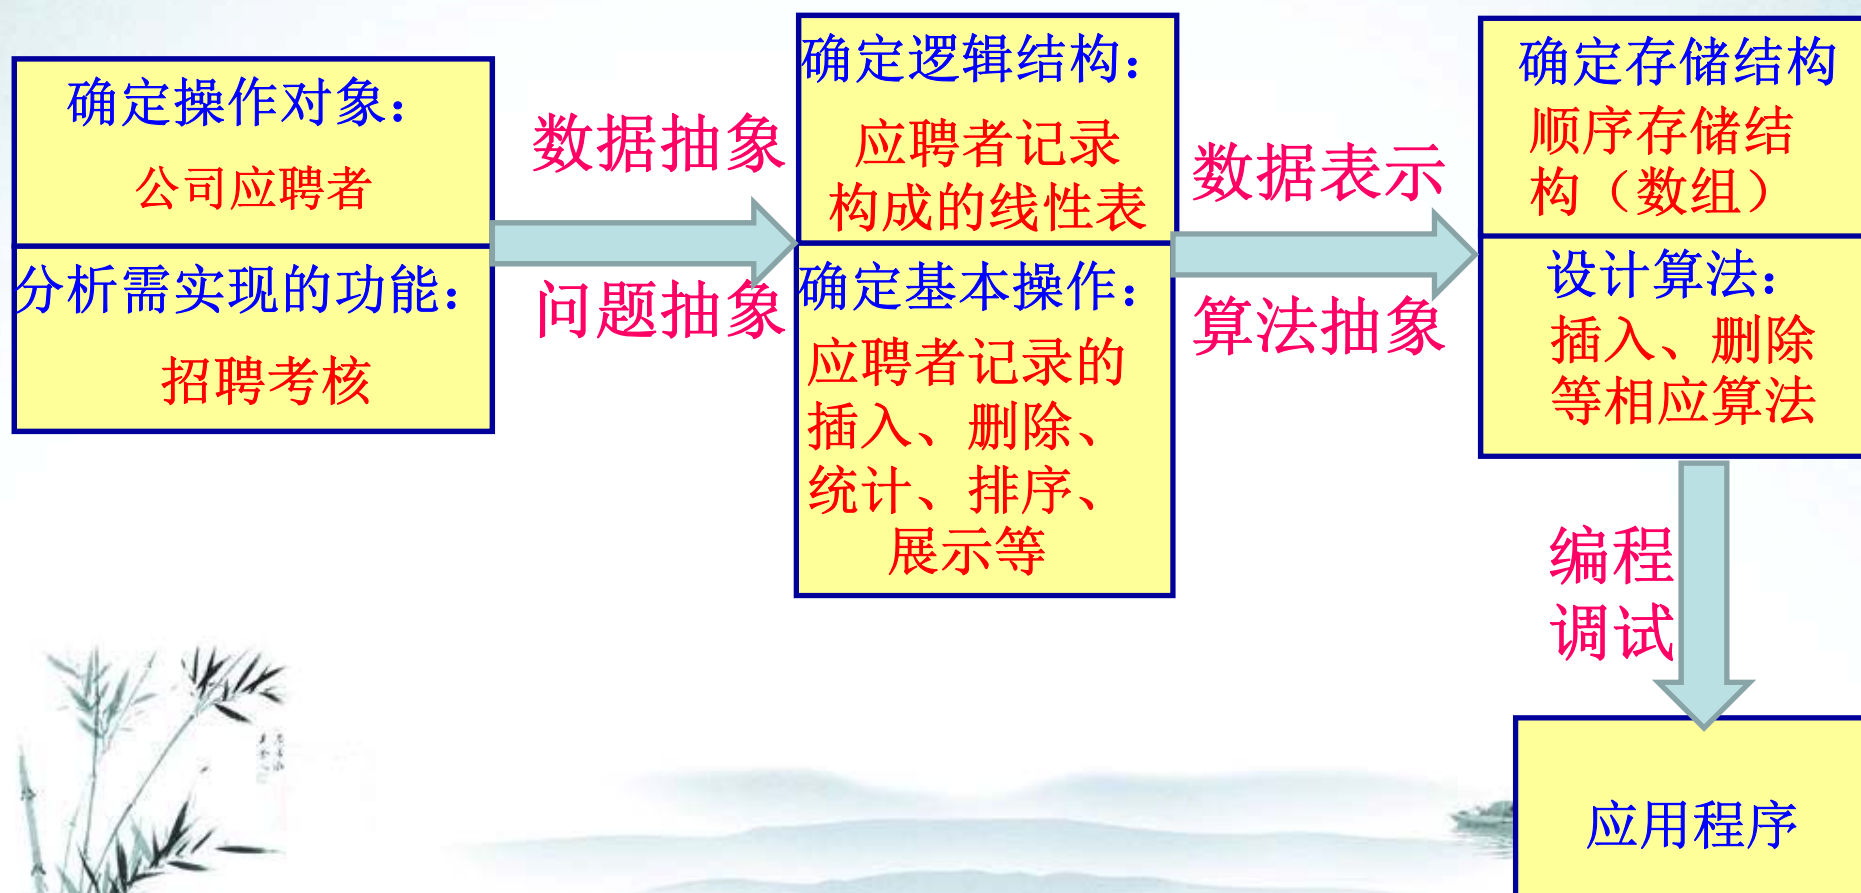 确定操作对象：
公司应聘者
分析需实现的功能：
招聘考核
数据抽象
问题抽象
确定逻辑结构：
应聘者记录
构成的线性表
确定基本操作：
应聘者记录的
插入、删除、
统计、排序、
展示等
数据表示
算法抽象
确定存储结构
顺序存储结
构（数组）
设计算法：
插入、删除
等相应算法
编程
调试
应用程序